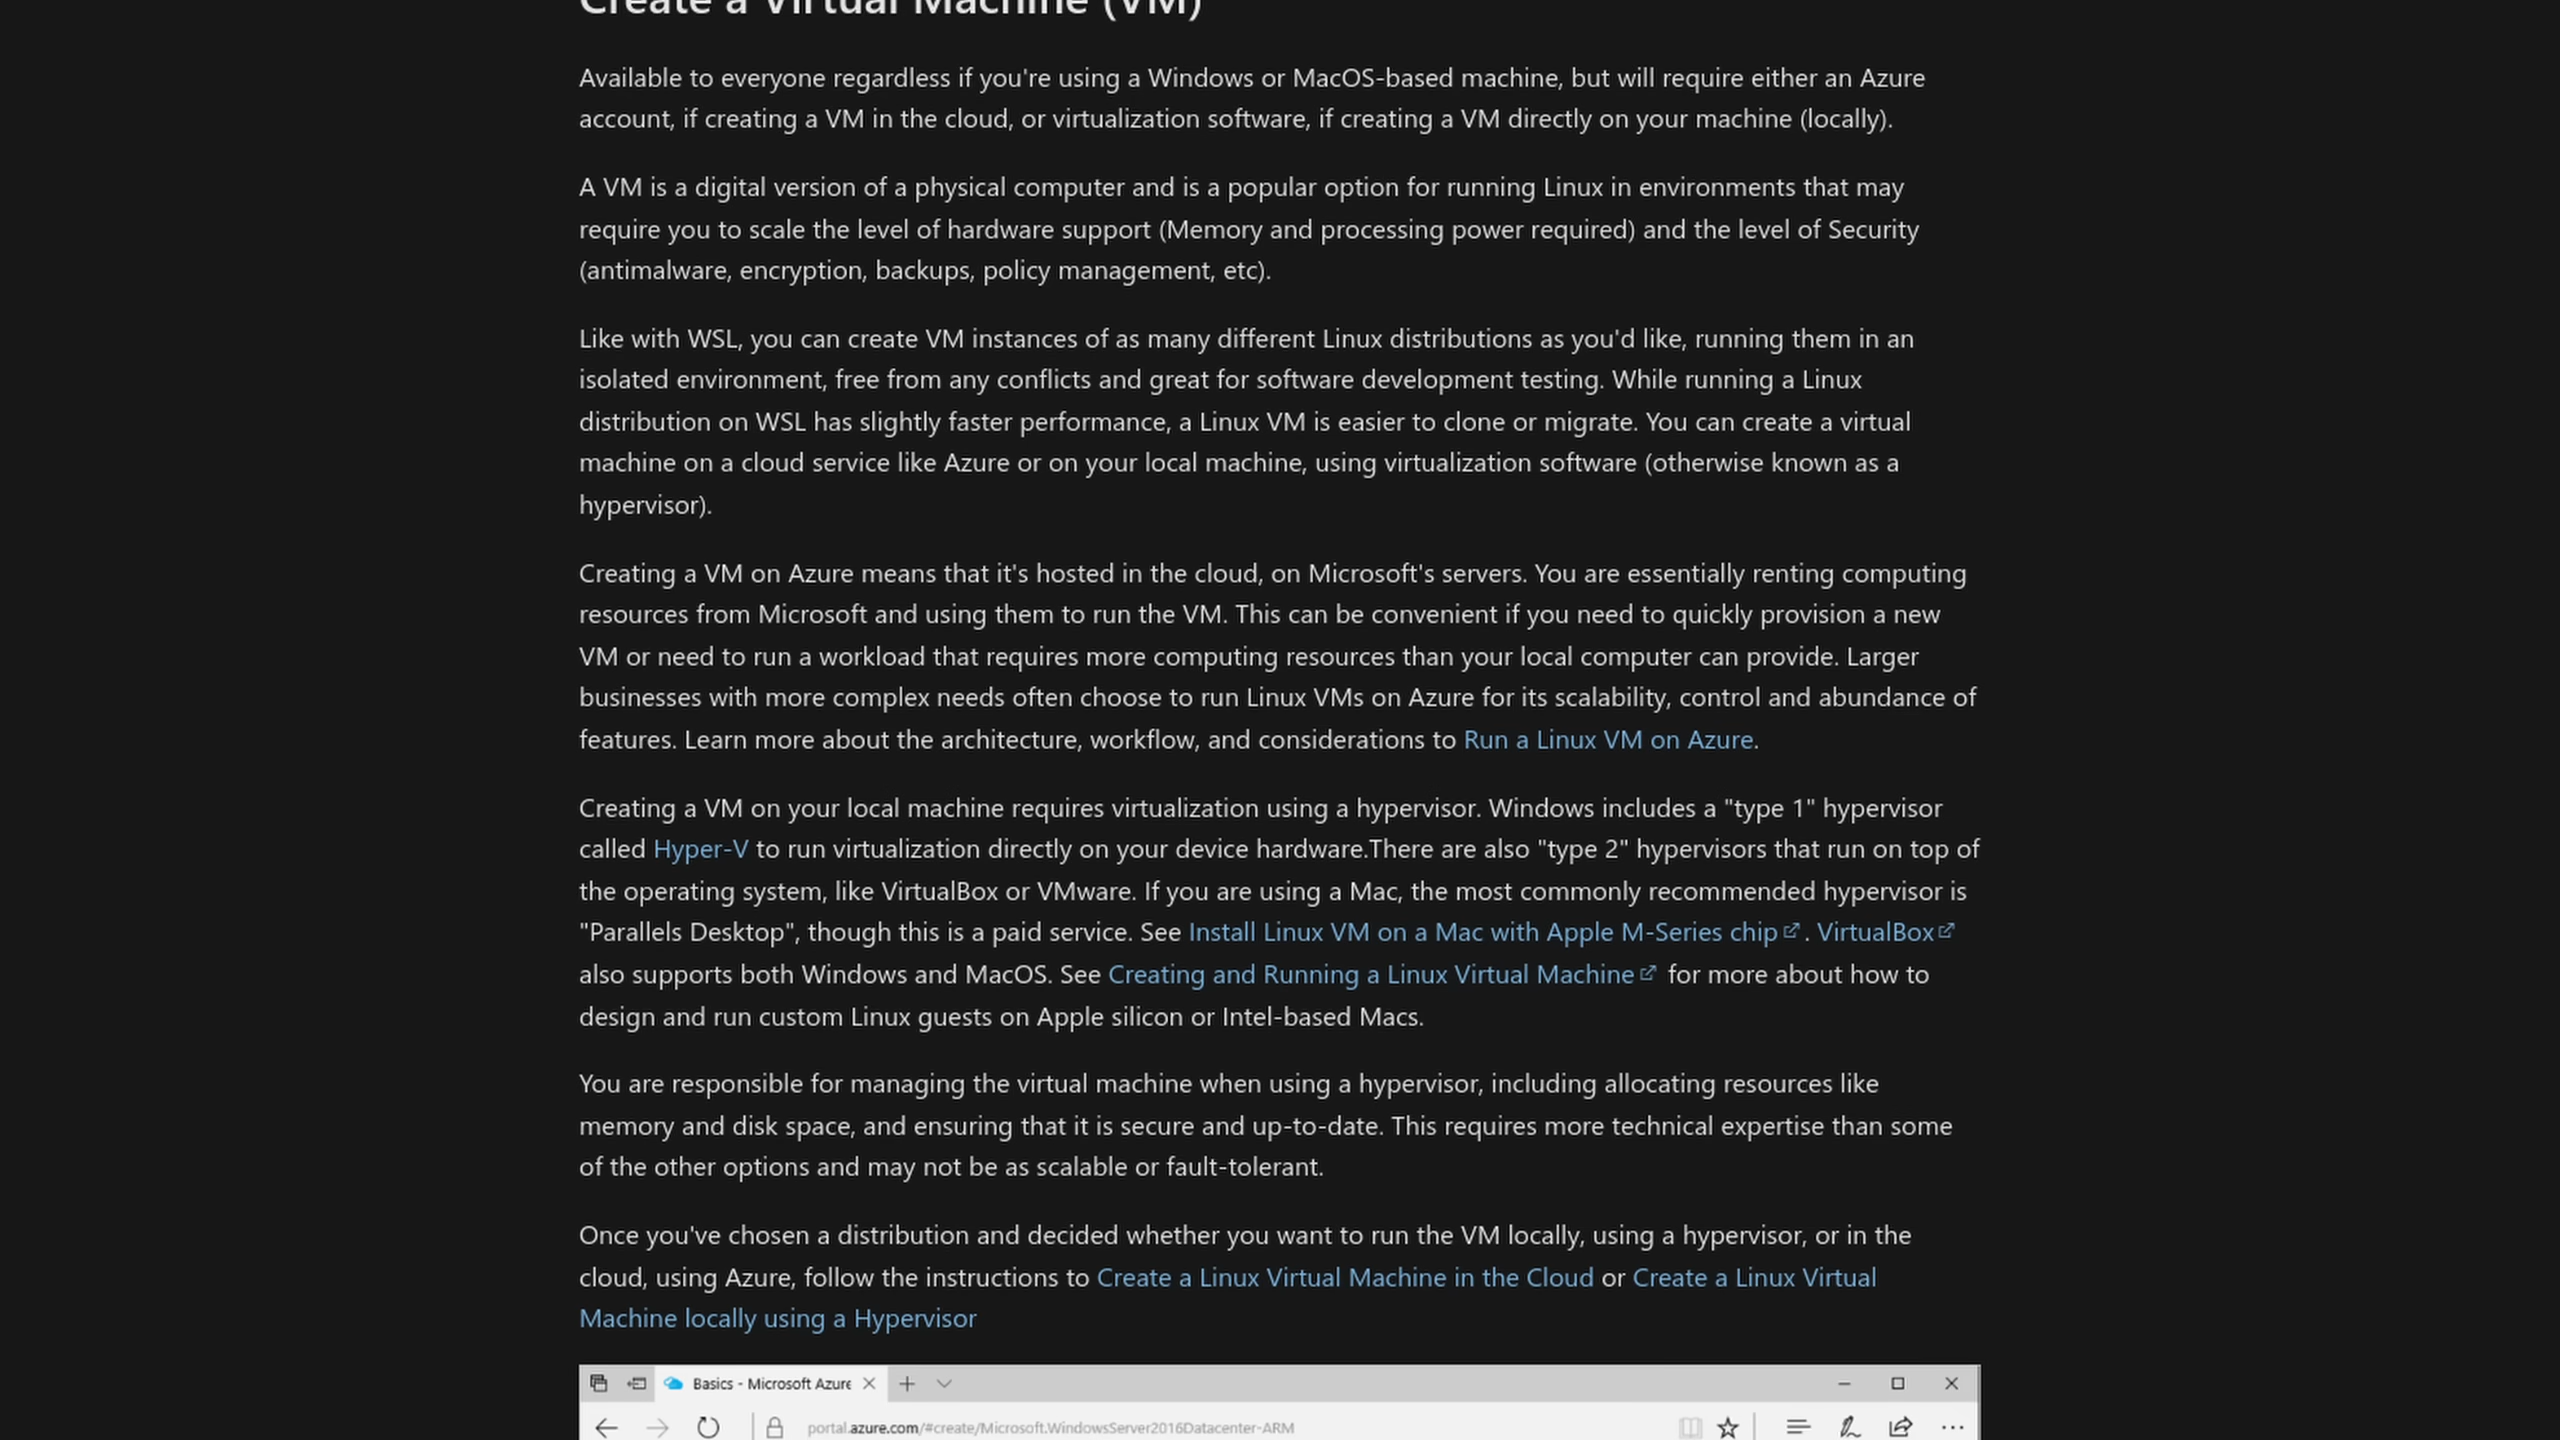 Create a Virtual Machine (VM)
Available to everyone regardless if you're using a Windows or MacOS-based machine, but will require either an Azure
account, if creating a VM in the cloud, or virtualization software, if creating a VM directly on your machine (locally).
A VM is a digital version of a physical computer and is a popular option for running Linux in environments that may
require you to scale the level of hardware support (Memory and processing power required) and the level of Security
(antimalware, encryption, backups, policy management, etc).
Like with WSL, you can create VM instances of as many different Linux distributions as you'd like, running them in an
isolated environment, free from any conflicts and great for software development testing. While running a Linux
distribution on WSL has slightly faster performance, a Linux VM is easier to clone or migrate. You can create a virtual
machine on a cloud service like Azure or on your local machine, using virtualization software (otherwise known as a
hypervisor).
Creating a VM on Azure means that it's hosted in the cloud, on Microsoft's servers. You are essentially renting computing
resources from Microsoft and using them to run the VM. This can be convenient if you need to quickly provision a new
VM or need to run a workload that requires more computing resources than your local computer can provide. Larger
businesses with more complex needs often choose to run Linux VMs on Azure for its scalability, control and abundance of
features. Learn more about the architecture, workflow, and considerations to Run a Linux VM on Azure.
Creating a VM on your local machine requires virtualization using a hypervisor. Windows includes a "type 1" hypervisor
called Hyper-V to run virtualization directly on your device hardware.There are also "type 2" hypervisors that run on top of
the operating system, like VirtualBox or VMware. If you are using a Mac, the most commonly recommended hypervisor is
"Parallels Desktop", though this is a paid service. See Install Linux VM on a Mac with Apple M-Series chip. VirtualBox
also supports both Windows and MacOS. See Creating and Running a Linux Virtual Machine for more about how to
design and run custom Linux guests on Apple silicon or Intel-based Macs.
You are responsible for managing the virtual machine when using a hypervisor, including allocating resources like
memory and disk space, and ensuring that it is secure and up-to-date. This requires more technical expertise than some
of the other options and may not be as scalable or fault-tolerant.
Once you've chosen a distribution and decided whether you want to run the VM locally, using a hypervisor, or in the
cloud, using Azure, follow the instructions to Create a Linux Virtual Machine in the Cloud or Create a Linux Virtual
Machine locally using a Hypervisor
Basics - Microsoft Azure
portal.azure.com/#create/Microsoft.WindowsServer2016Datacenter-ARM